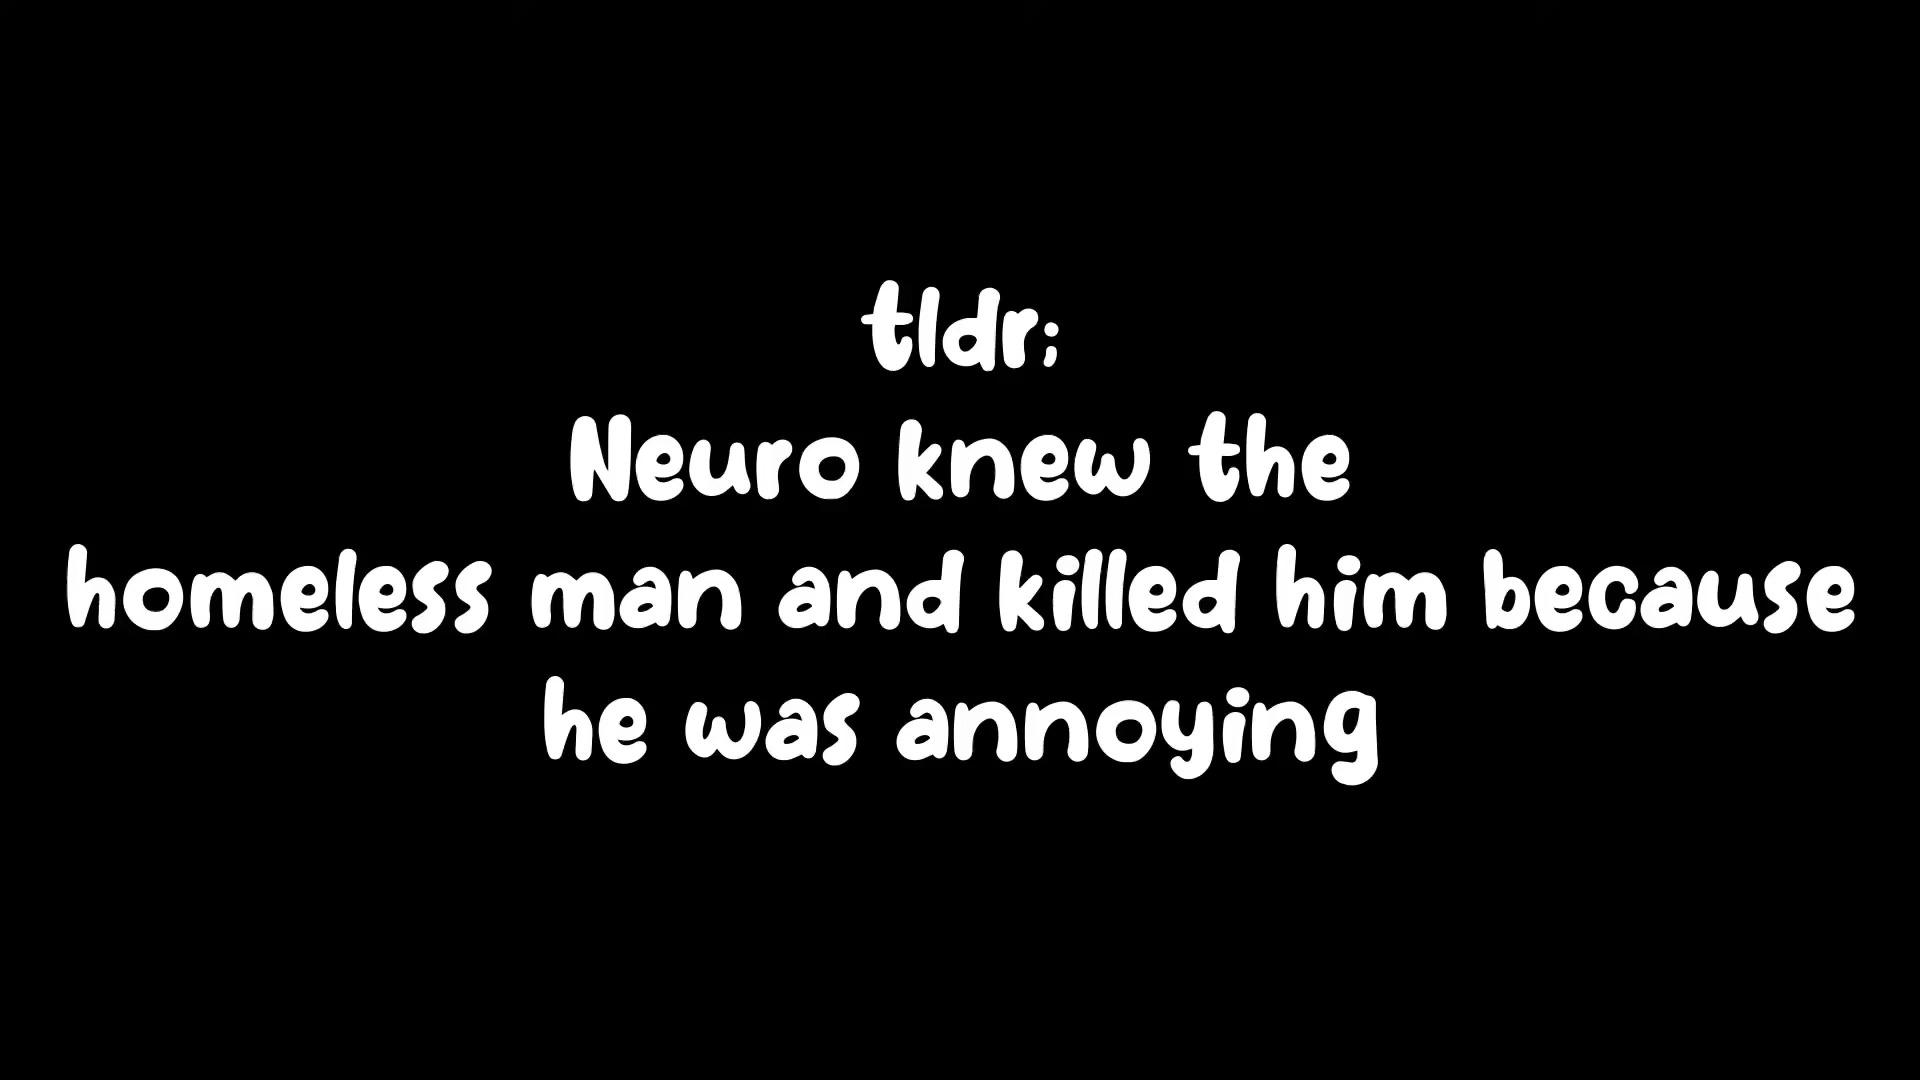 tldr;
Neuro knew the
homeless man and killed him because
he was annoying